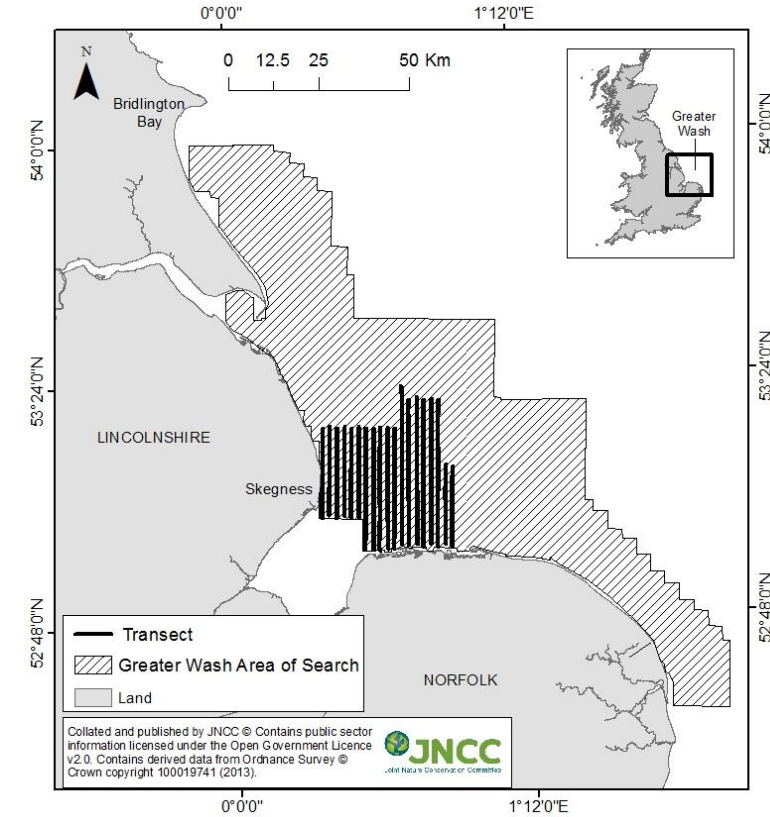 0°0'0"
1°12'0"E
N
0 12.5 25 50 Km
Bridlington
Bay
Greater
Wash
54°0'0"N
54°0'0"N
53°24'0"N
53°24'0"N
LINCOLNSHIRE
Skegness
52°48'0"N
52°48'0"N
Transect
Greater Wash Area of Search
Land
NORFOLK
Collated and published by JNCC © Contains public sector
information licensed under the Open Government Licence
v2.0. Contains derived data from Ordnance Survey ©
Crown copyright 100019741 (2013).
JNCC
Joint Nature Conservation Committee
0°0'0"
1°12'0"E